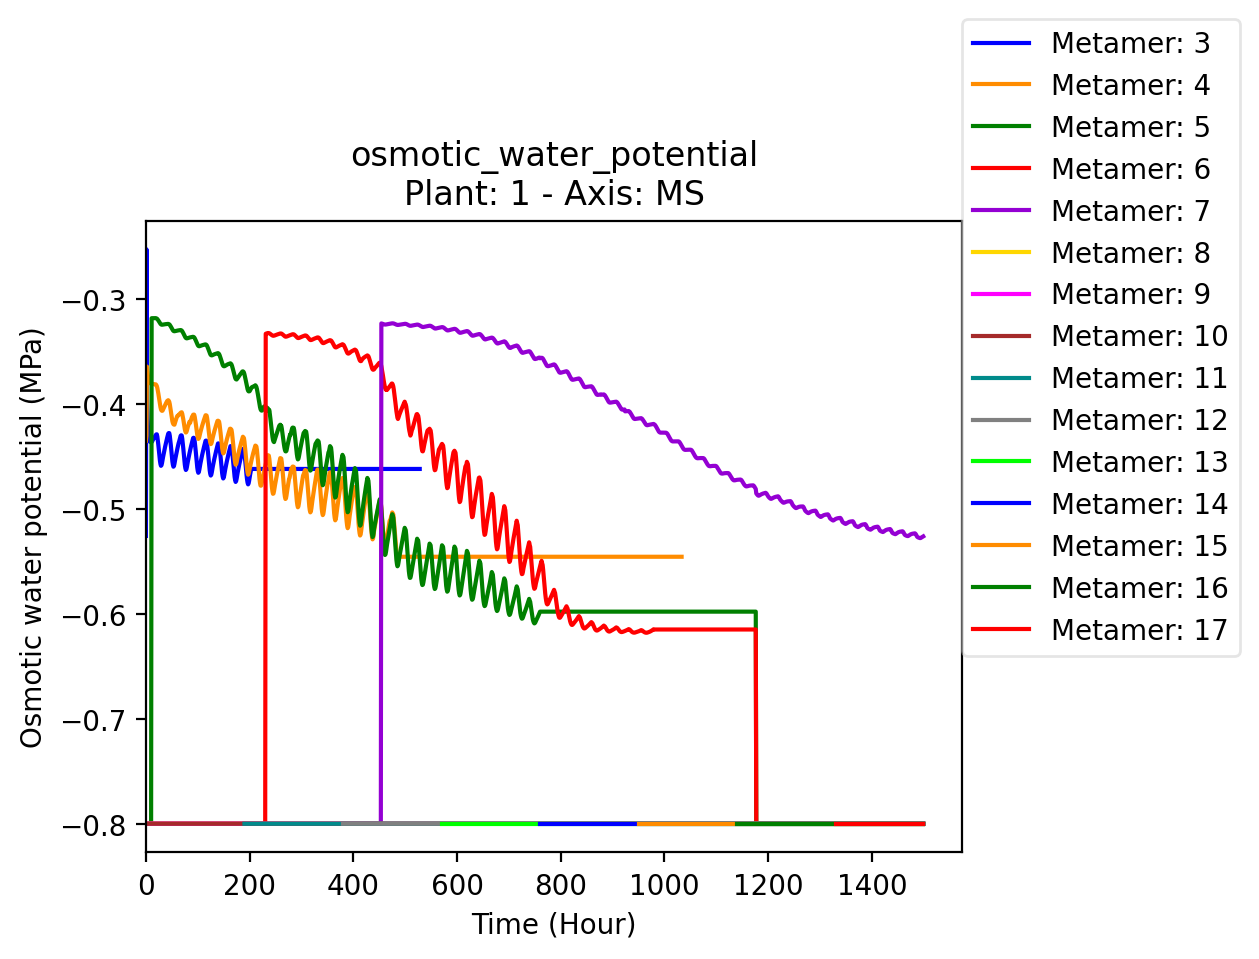 osmotic_water_potential
Plant: 1 - Axis: MS
Osmotic water potential (MPa)
−0.3
−0.4
−0.5
−0.6
−0.7
−0.8
0
200
400
600
800
1000
1200
1400
Time (Hour)
Metamer: 3
Metamer: 4
Metamer: 5
Metamer: 6
Metamer: 7
Metamer: 8
Metamer: 9
Metamer: 10
Metamer: 11
Metamer: 12
Metamer: 13
Metamer: 14
Metamer: 15
Metamer: 16
Metamer: 17